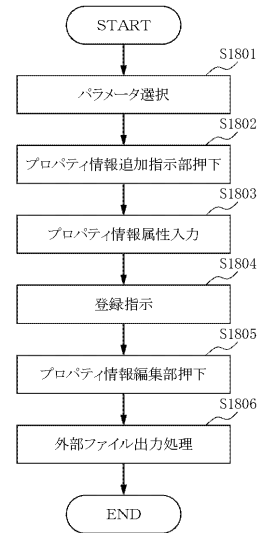 START
S1801
パラメータ選択
S1802
プロパティ情報追加指示部押下
S1803
プロパティ情報属性入力
S1804
登録指示
S1805
プロパティ情報編集部押下
S1806
外部ファイル出力処理
END